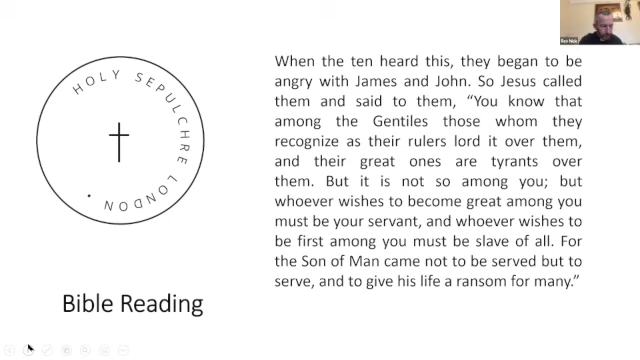 HOLY SEPULCHRE LONDON •
Bible Reading
When the ten heard this, they began to be
angry with James and John. So Jesus called
them and said to them, “You know that
among the Gentiles those whom they
recognize as their rulers lord it over them,
and their great ones are tyrants over
them. But it is not so among you; but
whoever wishes to become great among you
must be your servant, and whoever wishes to
be first among you must be slave of all. For
the Son of Man came not to be served but to
serve, and to give his life a ransom for many.”